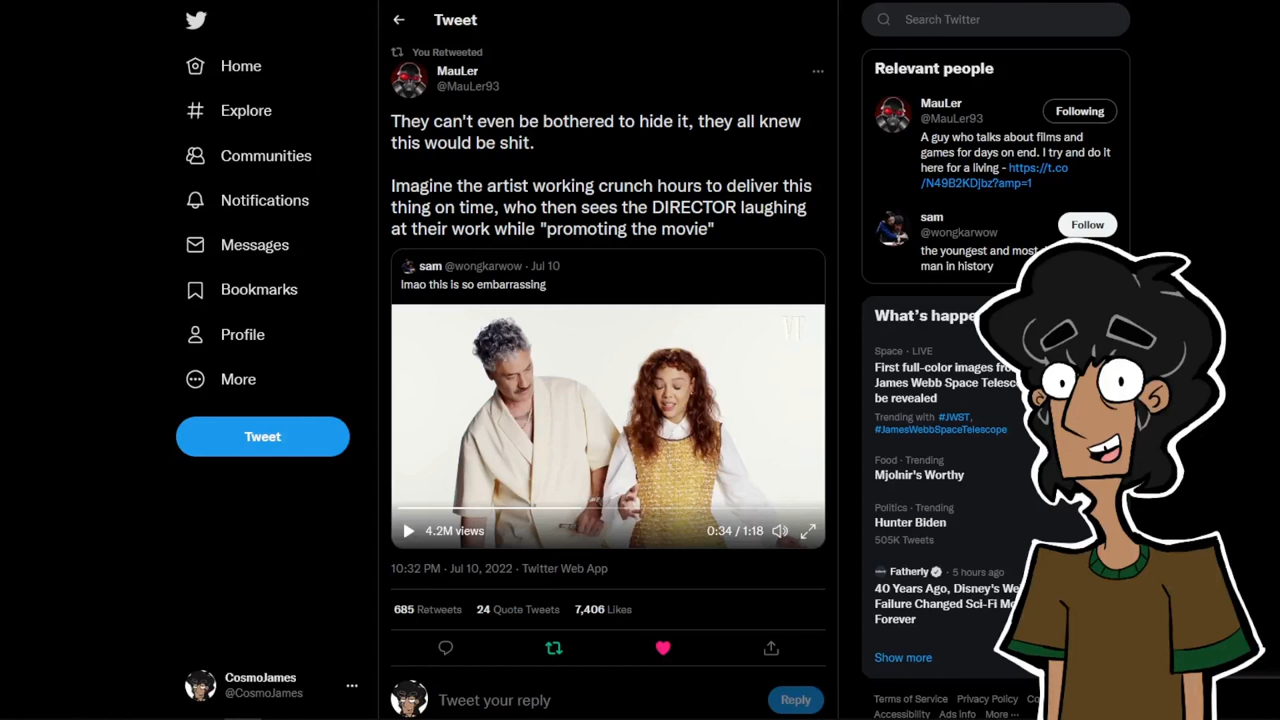 Home
Explore
Communities
Notifications
Messages
Bookmarks
Profile
More
Tweet
CosmoJames
@CosmoJames
Tweet
You Retweeted
MauLer
@MauLer93
They can't even be bothered to hide it, they all knew
this would be shit.
Imagine the artist working crunch hours to deliver this
thing on time, who then sees the DIRECTOR laughing
at their work while "promoting the movie"
sam @wongkarwow · Jul 10
lmao this is so embarrassing
VF
4.2M views
0:34 / 1:18
10:32 PM · Jul 10, 2022 · Twitter Web App
685 Retweets 24 Quote Tweets 7,406 Likes
Tweet your reply
Reply
Search Twitter
Relevant people
MauLer
@MauLer93
Following
A guy who talks about films and
games for days on end. I try and do it
here for a living - https://t.co
/N49B2KDjbz?amp=1
sam
@wongkarwow
Follow
the youngest and most
man in history
What's happe
Space · LIVE
First full-color images fro
James Webb Space Telesc
be revealed
Trending with #JWST,
#JamesWebbSpaceTelescope
Food · Trending
Mjolnir's Worthy
Politics · Trending
Hunter Biden
505K Tweets
Fatherly · 5 hours ago
40 Years Ago, Disney's We
Failure Changed Sci-Fi Mo
Forever
Show more
Terms of Service Privacy Policy Co
Accessibility Ads info More ···